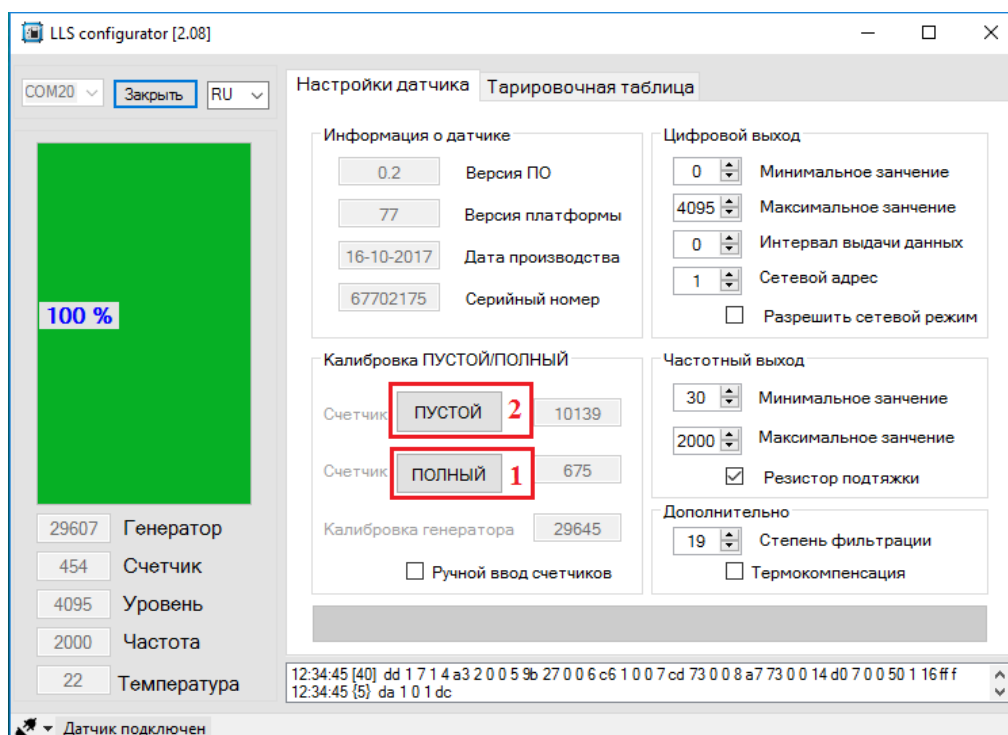 LLS configurator [2.08]
COM20 Закрыть RU
Настройки датчика Тарировочная таблица
Информация о датчике
0.2 Версия ПО
77 Версия платформы
16-10-2017 Дата производства
67702175 Серийный номер
Цифровой выход
0 Минимальное занчение
4095 Максимальное занчение
0 Интервал выдачи данных
1 Сетевой адрес
Разрешить сетевой режим
100 %
Калибровка ПУСТОЙ/ПОЛНЫЙ
Счетчик ПУСТОЙ 2 10139
Счетчик ПОЛНЫЙ 1 675
Калибровка генератора 29645
Ручной ввод счетчиков
Частотный выход
30 Минимальное занчение
2000 Максимальное занчение
Резистор подтяжки
Дополнительно
19 Степень фильтрации
Термокомпенсация
29607 Генератор
454 Счетчик
4095 Уровень
2000 Частота
22 Температура
12:34:45 [40] dd 1 7 1 4 a3 2 0 0 5 9b 27 0 0 6 c6 1 0 0 7 cd 73 0 0 8 a7 73 0 0 14 d0 7 0 0 50 1 16 ff f
12:34:45 {5} da 1 0 1 dc
Датчик подключен